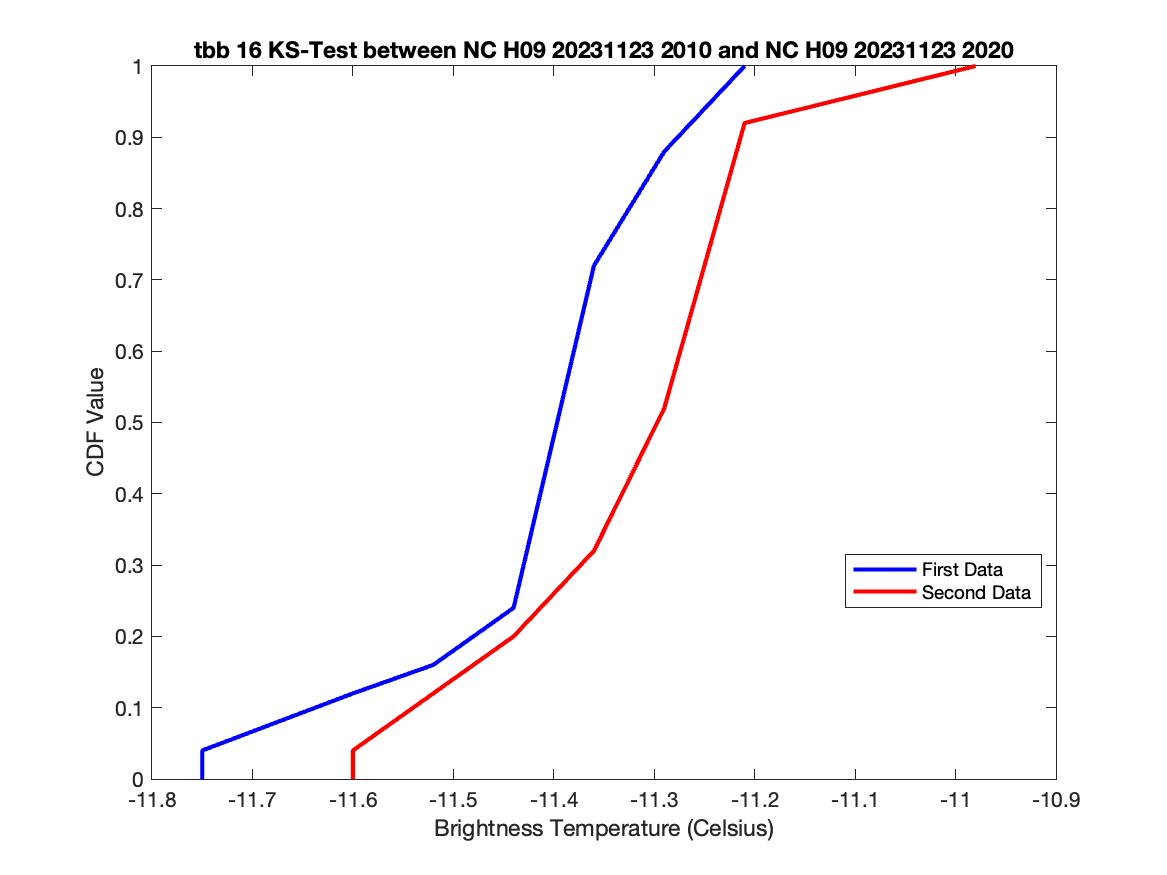 tbb 16 KS-Test between NC H09 20231123 2010 and NC H09 20231123 2020
1
0.9
0.8
0.7
0.6
0.5
0.4
0.3
0.2
0.1
0
CDF Value
First Data
Second Data
-11.8 -11.7 -11.6 -11.5 -11.4 -11.3 -11.2 -11.1 -11 -10.9
Brightness Temperature (Celsius)